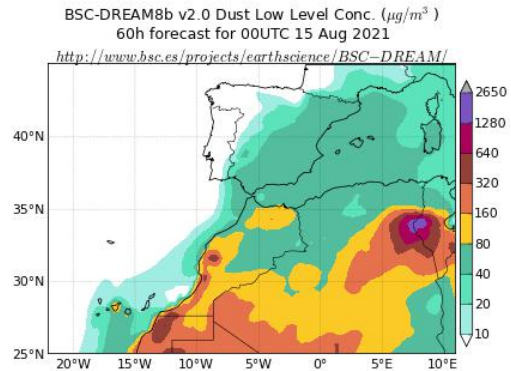 BSC-DREAM8b v2.0 Dust Low Level Conc. (μg/m³ )
60h forecast for 00UTC 15 Aug 2021
http://www.bsc.es/projects/earthscience/BSC−DREAM/
2650
1280
40°N
640
320
35°N
160
80
30°N
40
20
10
25°N
20°W 15°W 10°W 5°W 0° 5°E 10°E